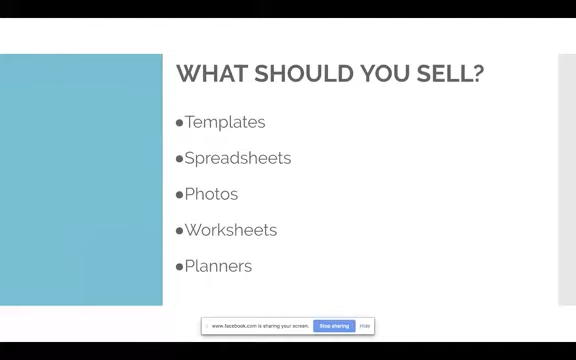 WHAT SHOULD YOU SELL?
●Templates
●Spreadsheets
●Photos
●Worksheets
●Planners
www.facebook.com is sharing your screen. Stop sharing Hide